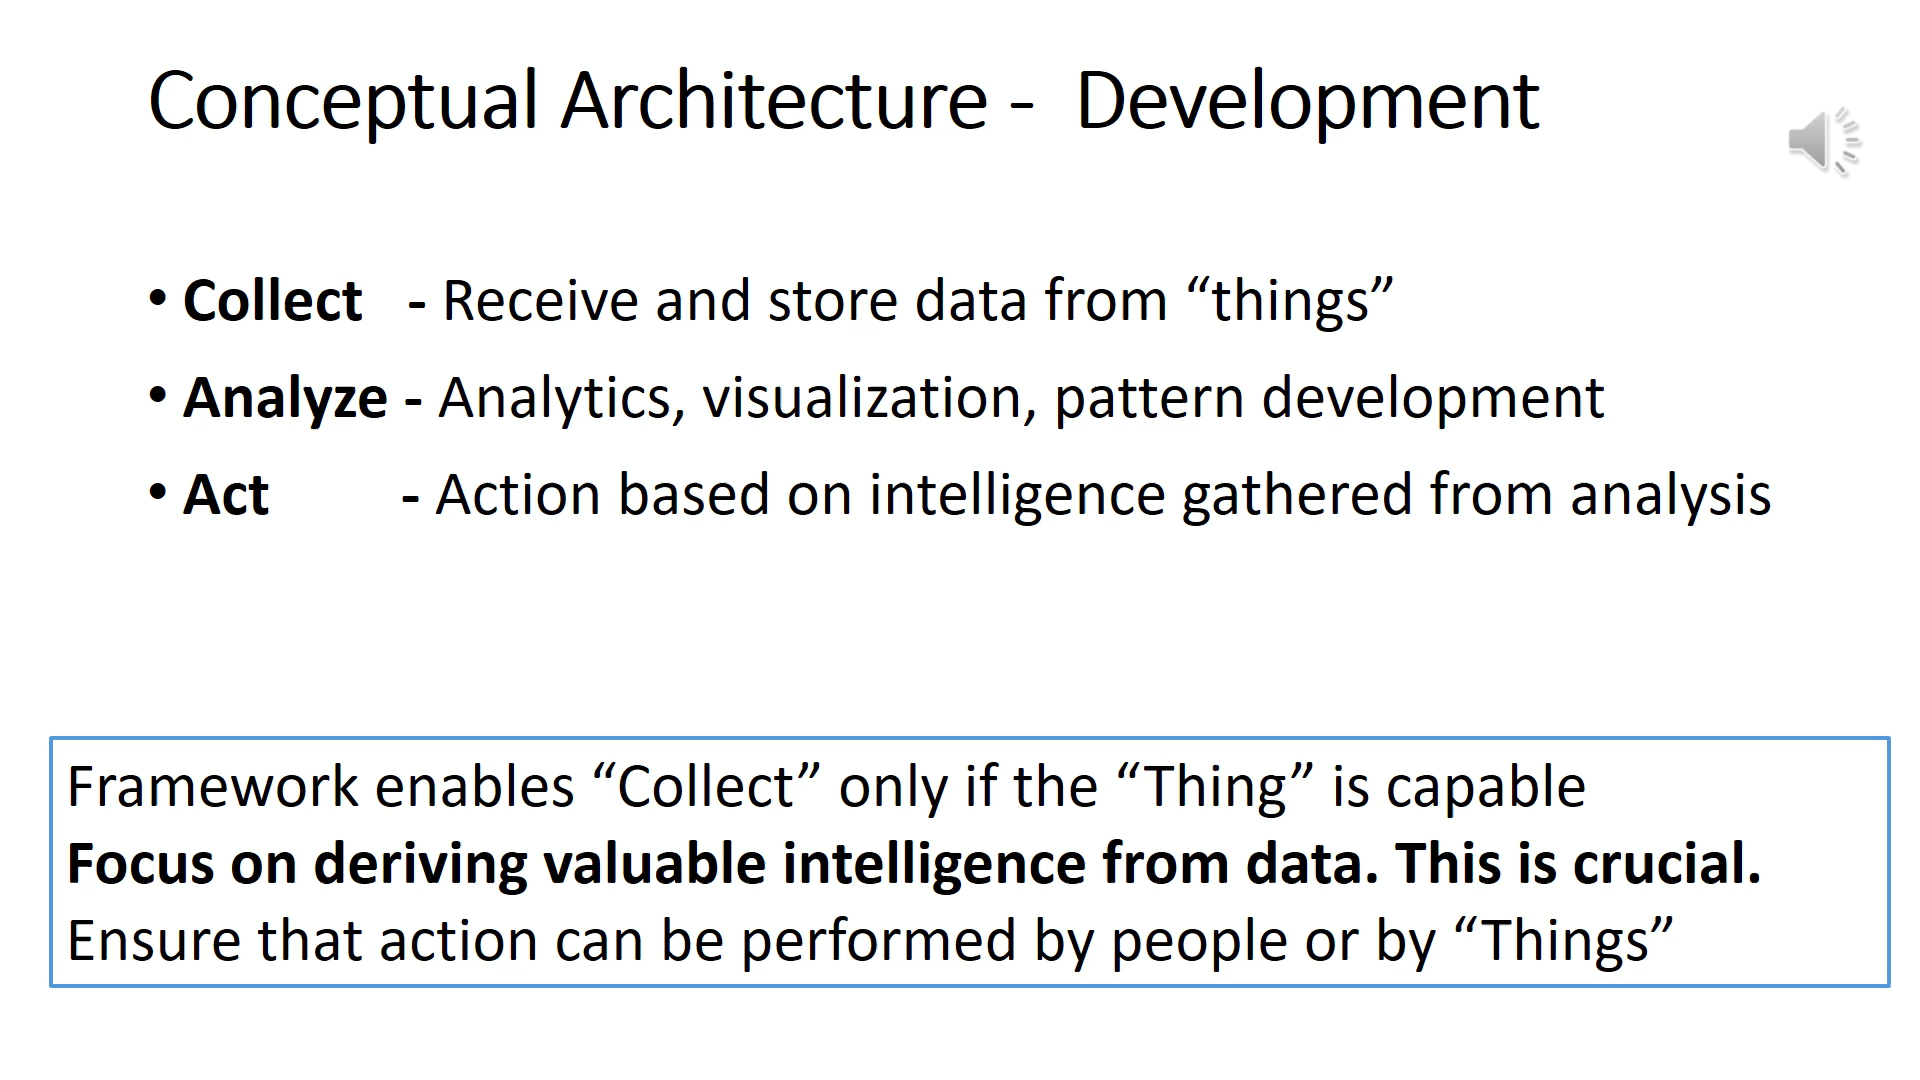 Conceptual Architecture - Development
• Collect - Receive and store data from “things”
• Analyze - Analytics, visualization, pattern development
• Act - Action based on intelligence gathered from analysis
Framework enables “Collect” only if the “Thing” is capable
Focus on deriving valuable intelligence from data. This is crucial.
Ensure that action can be performed by people or by “Things”